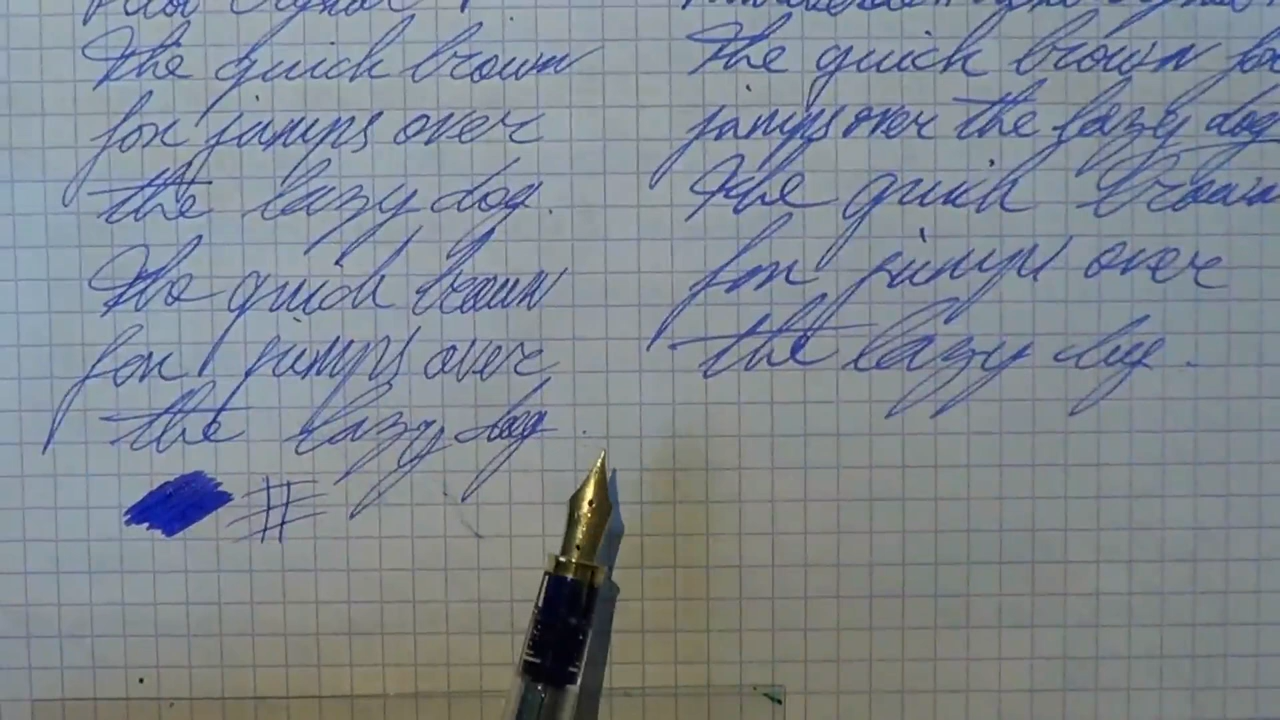 The quick brown
fox jumps over
the lazy dog.
The quick brown
fox jumps over
the lazy dog.
#
The quick brown fox
jumps over the lazy dog
The quick brown
fox jumps over
the lazy dog.